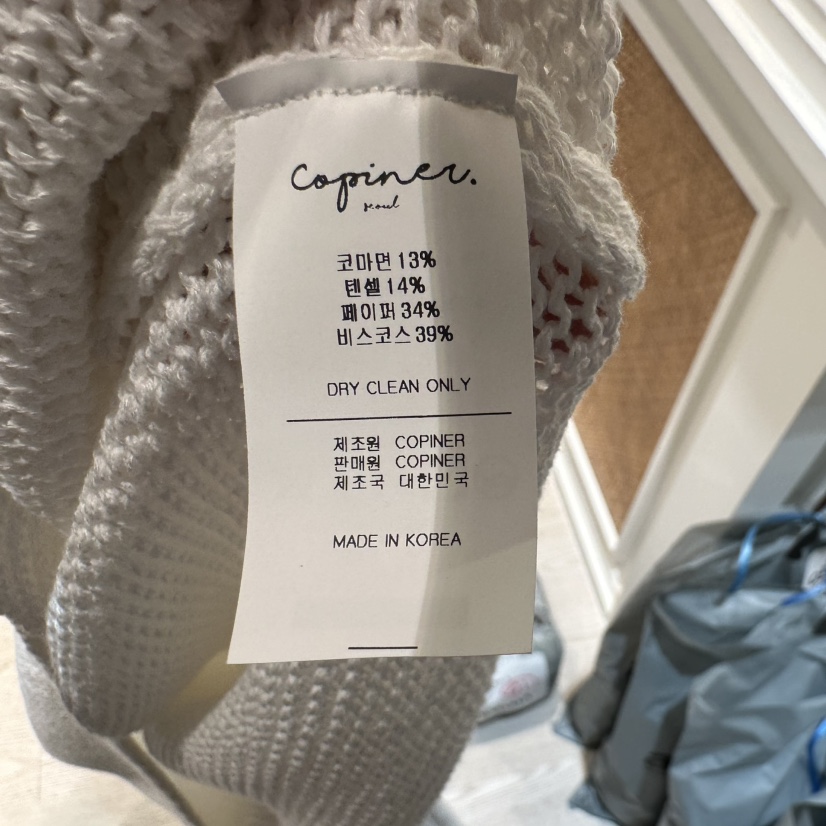 Copiner.
seoul
코마면 13%
텐셀 14%
페이퍼 34%
비스코스 39%
DRY CLEAN ONLY
제조원 COPINER
판매원 COPINER
제조국 대한민국
MADE IN KOREA